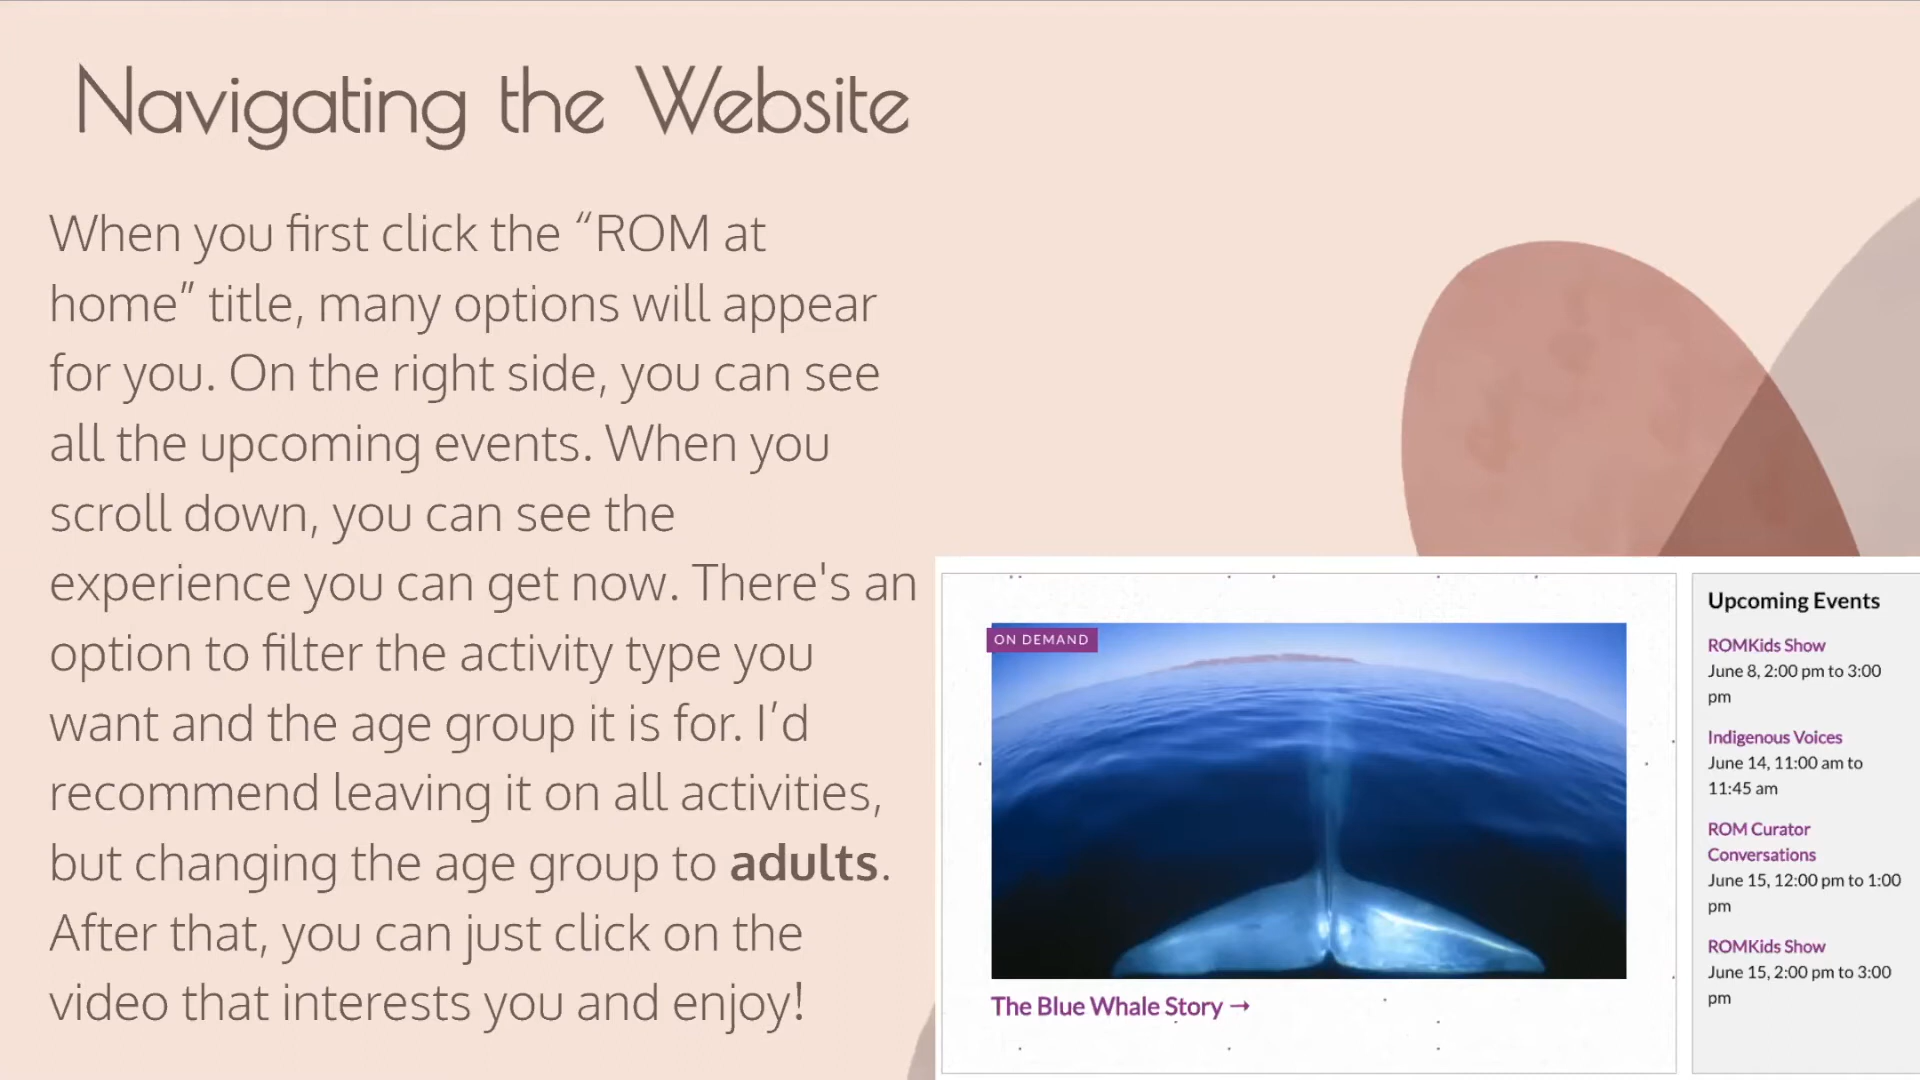 Navigating the Website
When you first click the “ROM at
home” title, many options will appear
for you. On the right side, you can see
all the upcoming events. When you
scroll down, you can see the
experience you can get now. There's an
option to filter the activity type you
want and the age group it is for. I’d
recommend leaving it on all activities,
but changing the age group to adults.
After that, you can just click on the
video that interests you and enjoy!
ON DEMAND
The Blue Whale Story →
Upcoming Events
ROMKids Show
June 8, 2:00 pm to 3:00
pm
Indigenous Voices
June 14, 11:00 am to
11:45 am
ROM Curator
Conversations
June 15, 12:00 pm to 1:00
pm
ROMKids Show
June 15, 2:00 pm to 3:00
pm